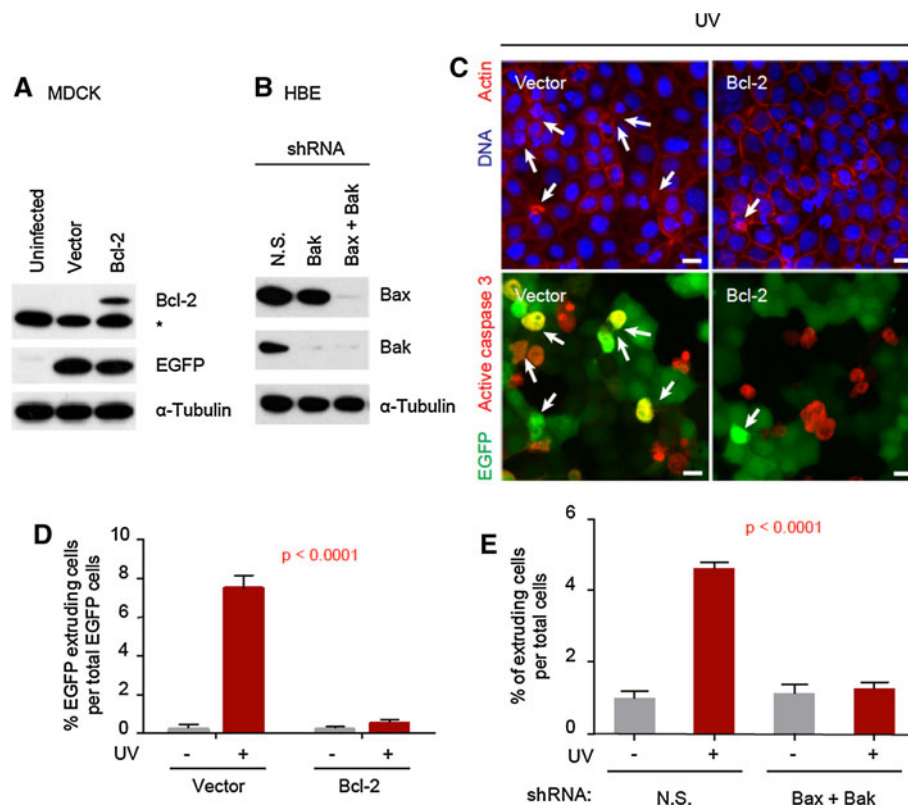 UV
A MDCK
Uninfected
Vector
Bcl-2
Bcl-2
*
EGFP
α-Tubulin
B HBE
shRNA
N.S.
Bak
Bax + Bak
Bax
Bak
α-Tubulin
C
DNA Actin
Vector
Bcl-2
EGFP Active caspase 3
Vector
Bcl-2
D
% EGFP extruding cells
per total EGFP cells
10
8
6
4
2
0
p < 0.0001
UV - + - +
Vector Bcl-2
E
% of extruding cells
per total cells
6
4
2
0
p < 0.0001
UV - + - +
shRNA: N.S. Bax + Bak